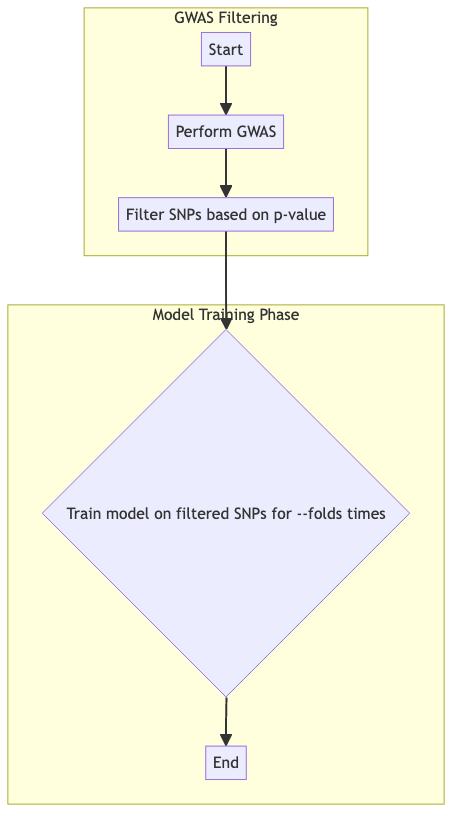 GWAS Filtering
Start
Perform GWAS
Filter SNPs based on p-value
Model Training Phase
Train model on filtered SNPs for --folds times
End